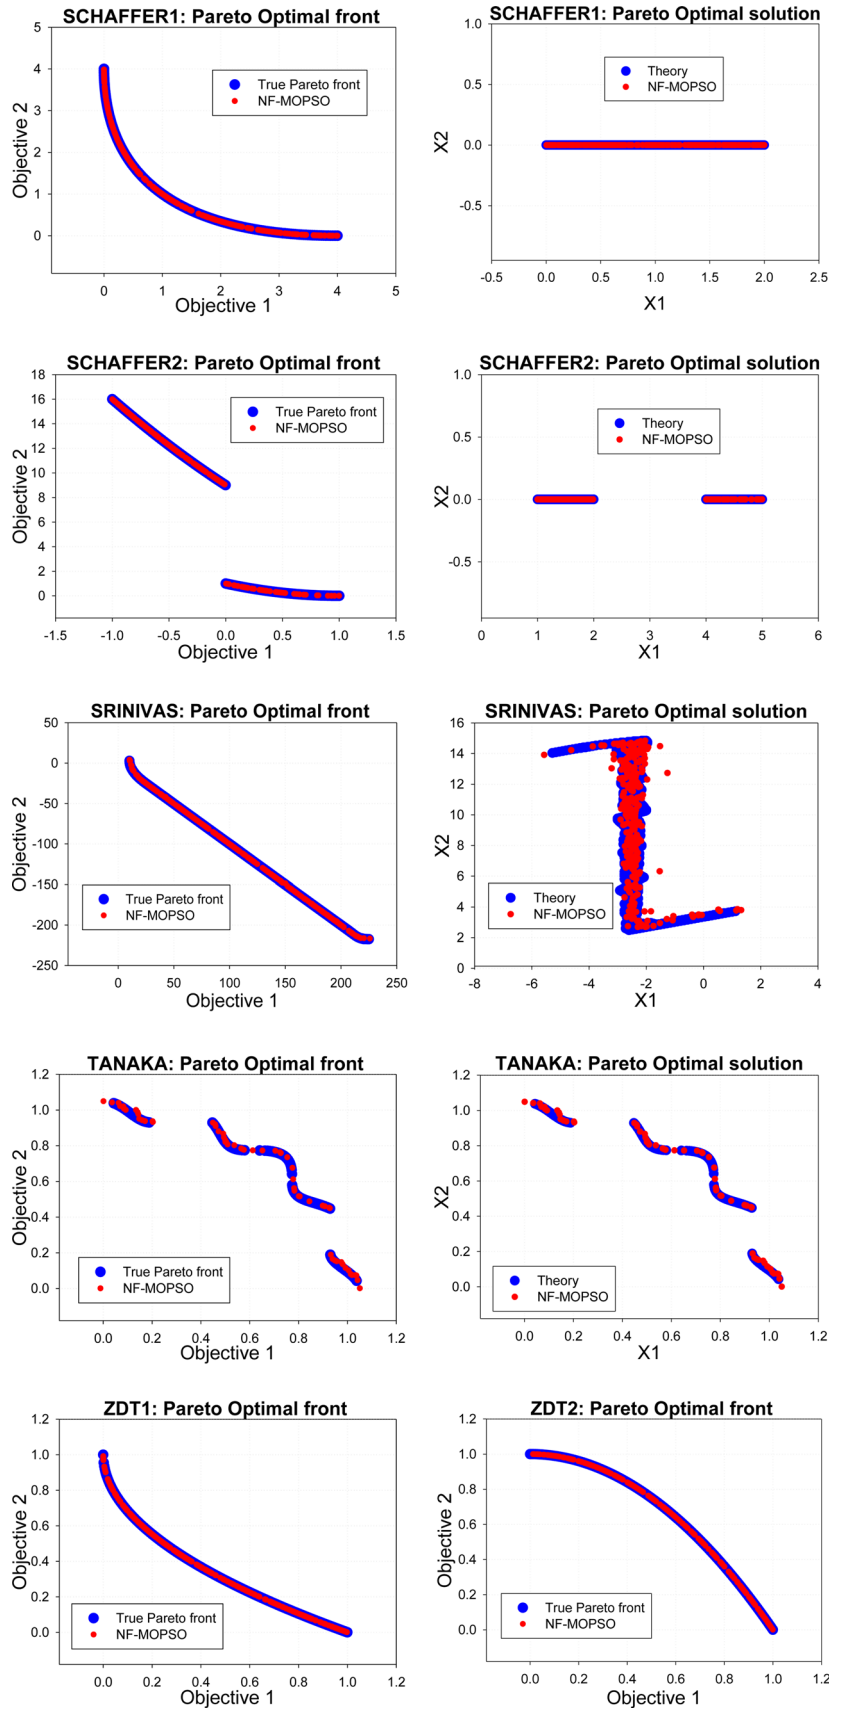 SCHAFFER1: Pareto Optimal front
5
4
3
2
1
0
Objective 2
True Pareto front
NF-MOPSO
0 1 2 3 4 5
Objective 1
SCHAFFER1: Pareto Optimal solution
1.0
0.5
0.0
-0.5
X2
Theory
NF-MOPSO
-0.5 0.0 0.5 1.0 1.5 2.0 2.5
X1
SCHAFFER2: Pareto Optimal front
18
16
14
12
10
8
6
4
2
0
Objective 2
True Pareto front
NF-MOPSO
-1.5 -1.0 -0.5 0.0 0.5 1.0 1.5
Objective 1
SCHAFFER2: Pareto Optimal solution
1.0
0.5
0.0
-0.5
X2
Theory
NF-MOPSO
0 1 2 3 4 5 6
X1
SRINIVAS: Pareto Optimal front
50
0
-50
-100
-150
-200
-250
Objective 2
True Pareto front
NF-MOPSO
0 50 100 150 200 250
Objective 1
SRINIVAS: Pareto Optimal solution
16
14
12
10
8
6
4
2
0
X2
Theory
NF-MOPSO
-8 -6 -4 -2 0 2 4
X1
TANAKA: Pareto Optimal front
1.2
1.0
0.8
0.6
0.4
0.2
0.0
Objective 2
True Pareto front
NF-MOPSO
0.0 0.2 0.4 0.6 0.8 1.0 1.2
Objective 1
TANAKA: Pareto Optimal solution
1.2
1.0
0.8
0.6
0.4
0.2
0.0
X2
Theory
NF-MOPSO
0.0 0.2 0.4 0.6 0.8 1.0 1.2
X1
ZDT1: Pareto Optimal front
1.2
1.0
0.8
0.6
0.4
0.2
0.0
Objective 2
True Pareto front
NF-MOPSO
0.0 0.2 0.4 0.6 0.8 1.0 1.2
Objective 1
ZDT2: Pareto Optimal front
1.2
1.0
0.8
0.6
0.4
0.2
0.0
Objective 2
True Pareto front
NF-MOPSO
0.0 0.2 0.4 0.6 0.8 1.0 1.2
Objective 1